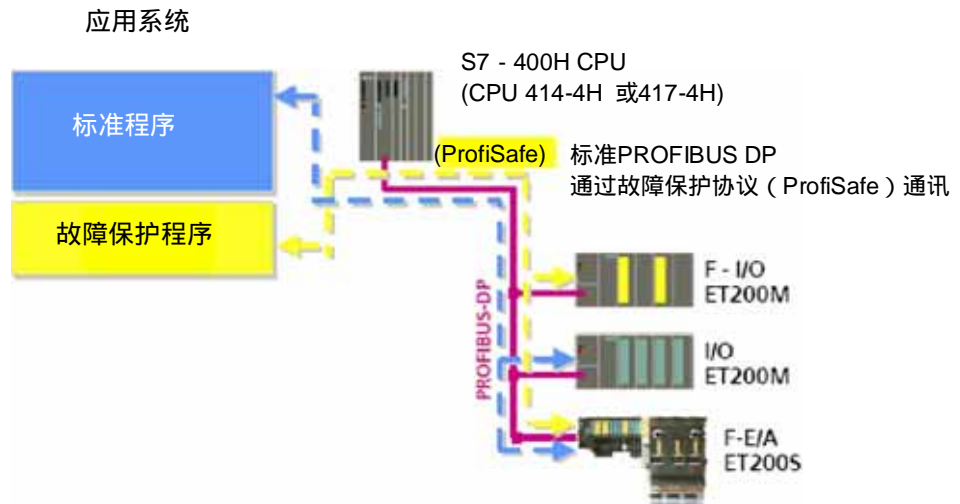 应用系统
S7 - 400H CPU
(CPU 414-4H 或417-4H)
标准程序
(ProfiSafe)
标准PROFIBUS DP
通过故障保护协议（ProfiSafe）通讯
故障保护程序
F - I/O
ET200M
PROFIBUS-DP
I/O
ET200M
F-E/A
ET200S